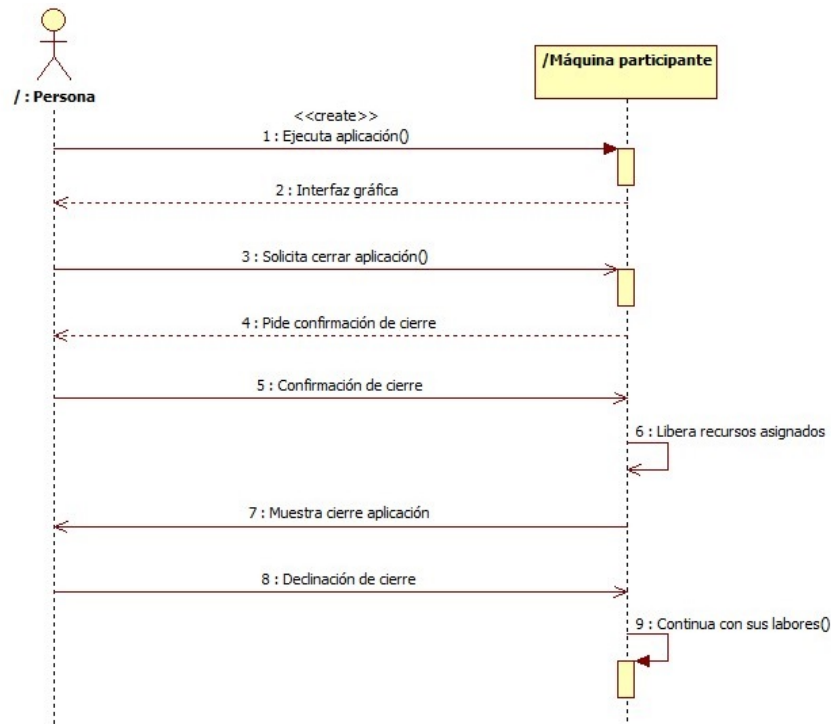 /Máquina participante
/ : Persona
<<create>>
1 : Ejecuta aplicación()
2 : Interfaz gráfica
3 : Solicita cerrar aplicación()
4 : Pide confirmación de cierre
5 : Confirmación de cierre
6 : Libera recursos asignados
7 : Muestra cierre aplicación
8 : Declinación de cierre
9 : Continua con sus labores()